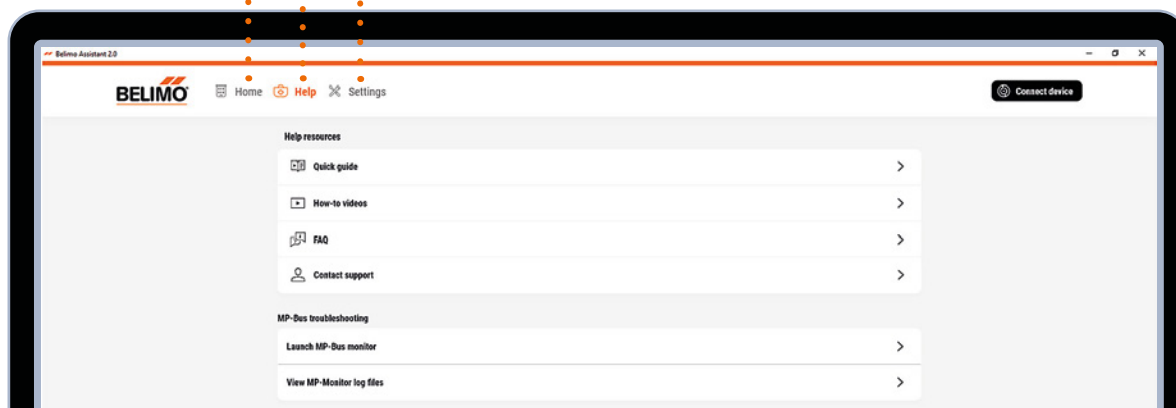 Belimo Assistant 2.0
BELIMO Home Help Settings Connect device
Help resources
Quick guide
How-to videos
FAQ
Contact support
MP-Bus troubleshooting
Launch MP-Bus monitor
View MP-Monitor log files